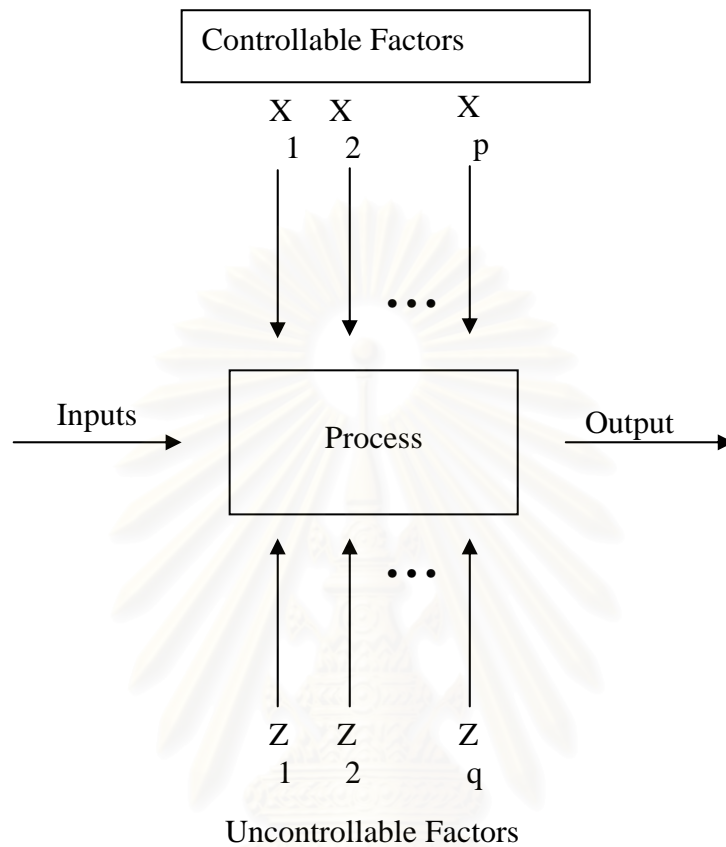 Controllable Factors
X X X
1 2 p
•••
Inputs
Process
Output
•••
Z Z Z
1 2 q
Uncontrollable Factors